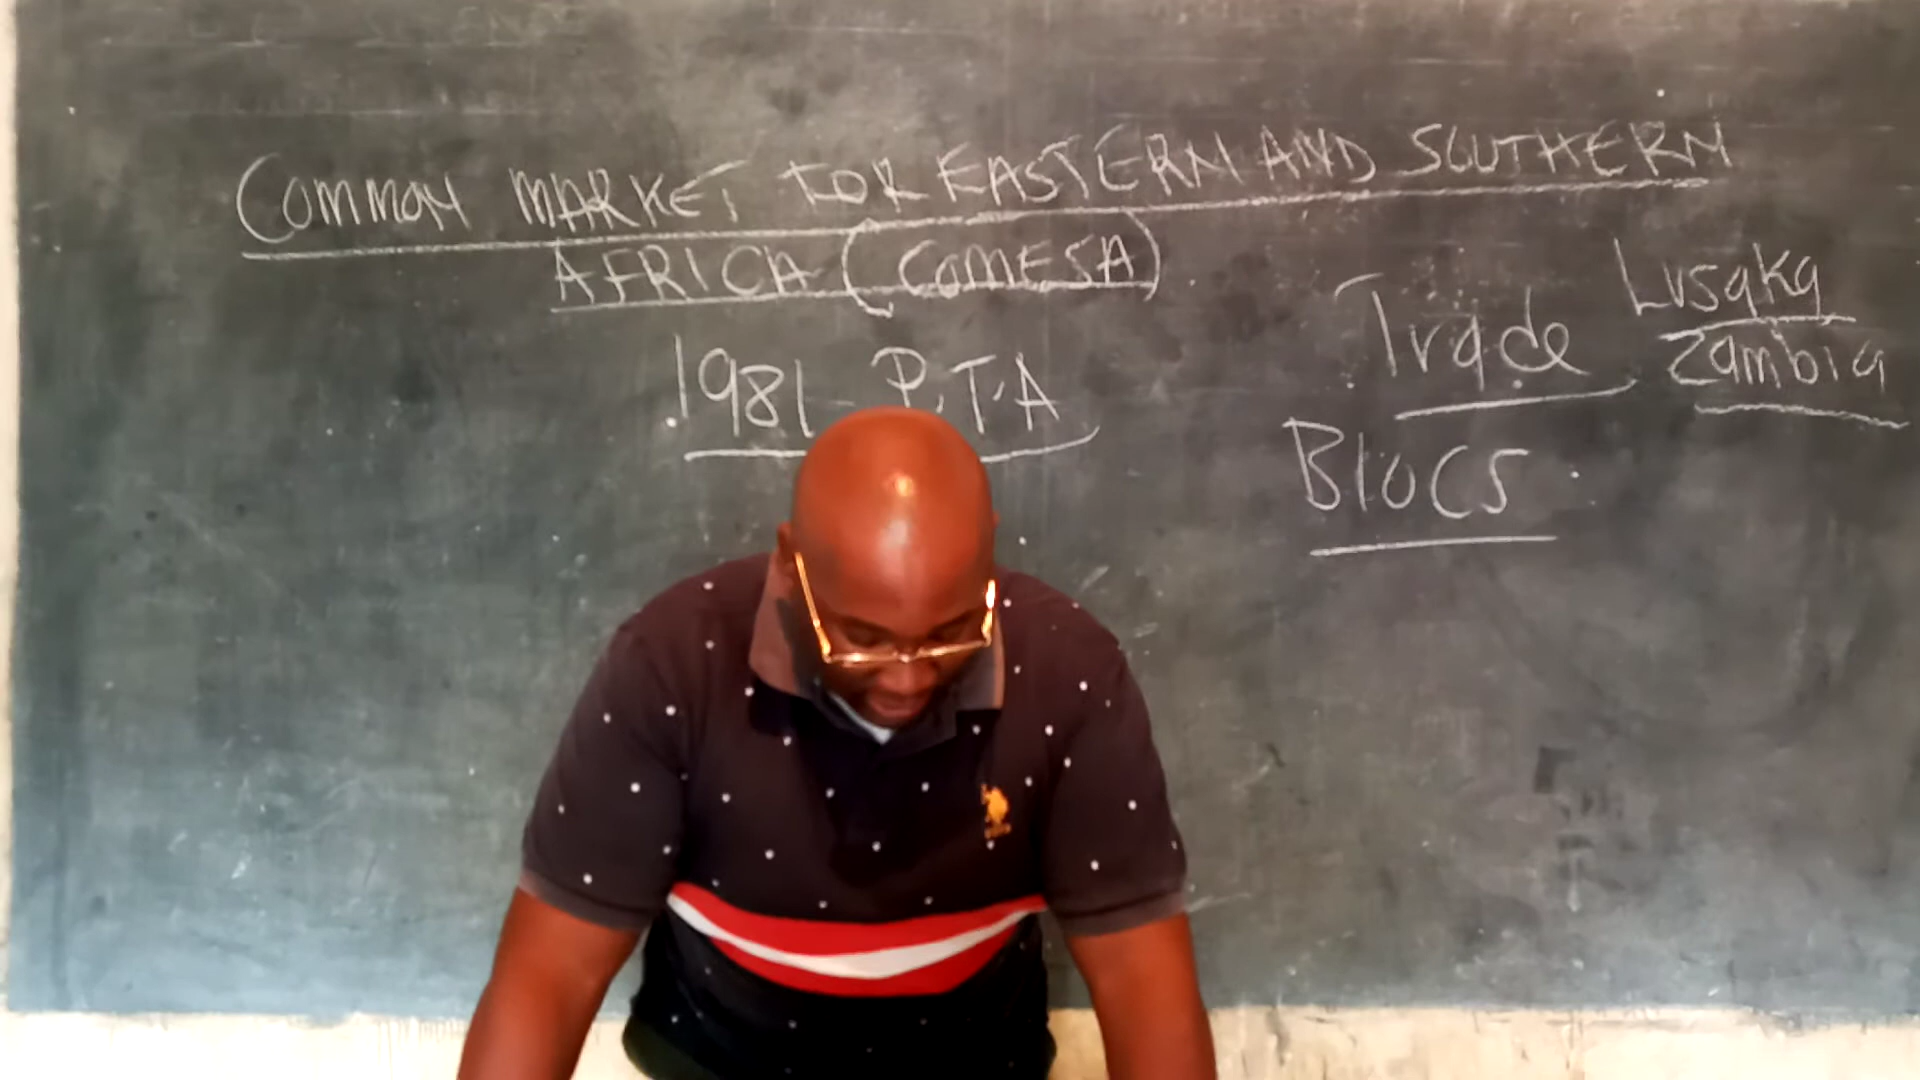 COMMON MARKET FOR EASTERN AND SOUTHERN
AFRICA (COMESA)
1981 P.T.A
Trade
Blocs
Lusaka
Zambia